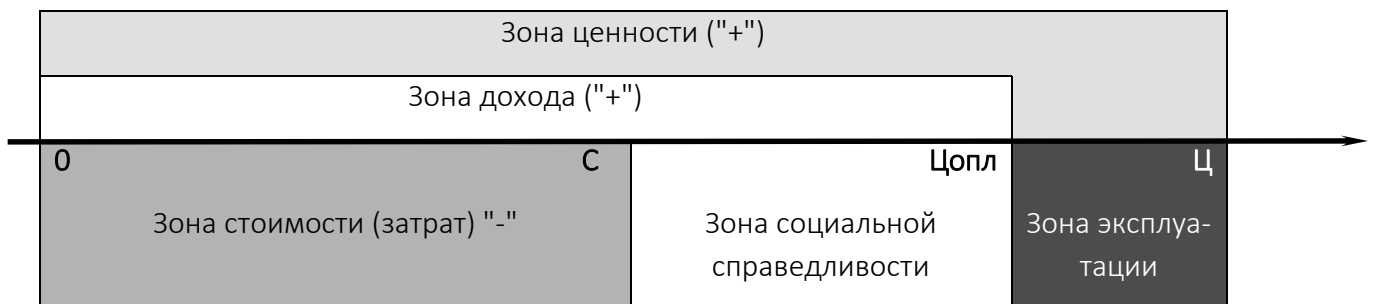 Зона ценности ("+")
Зона дохода ("+")
0 С Цопл Ц
Зона стоимости (затрат) "-"
Зона социальной
справедливости
Зона эксплуа-
тации